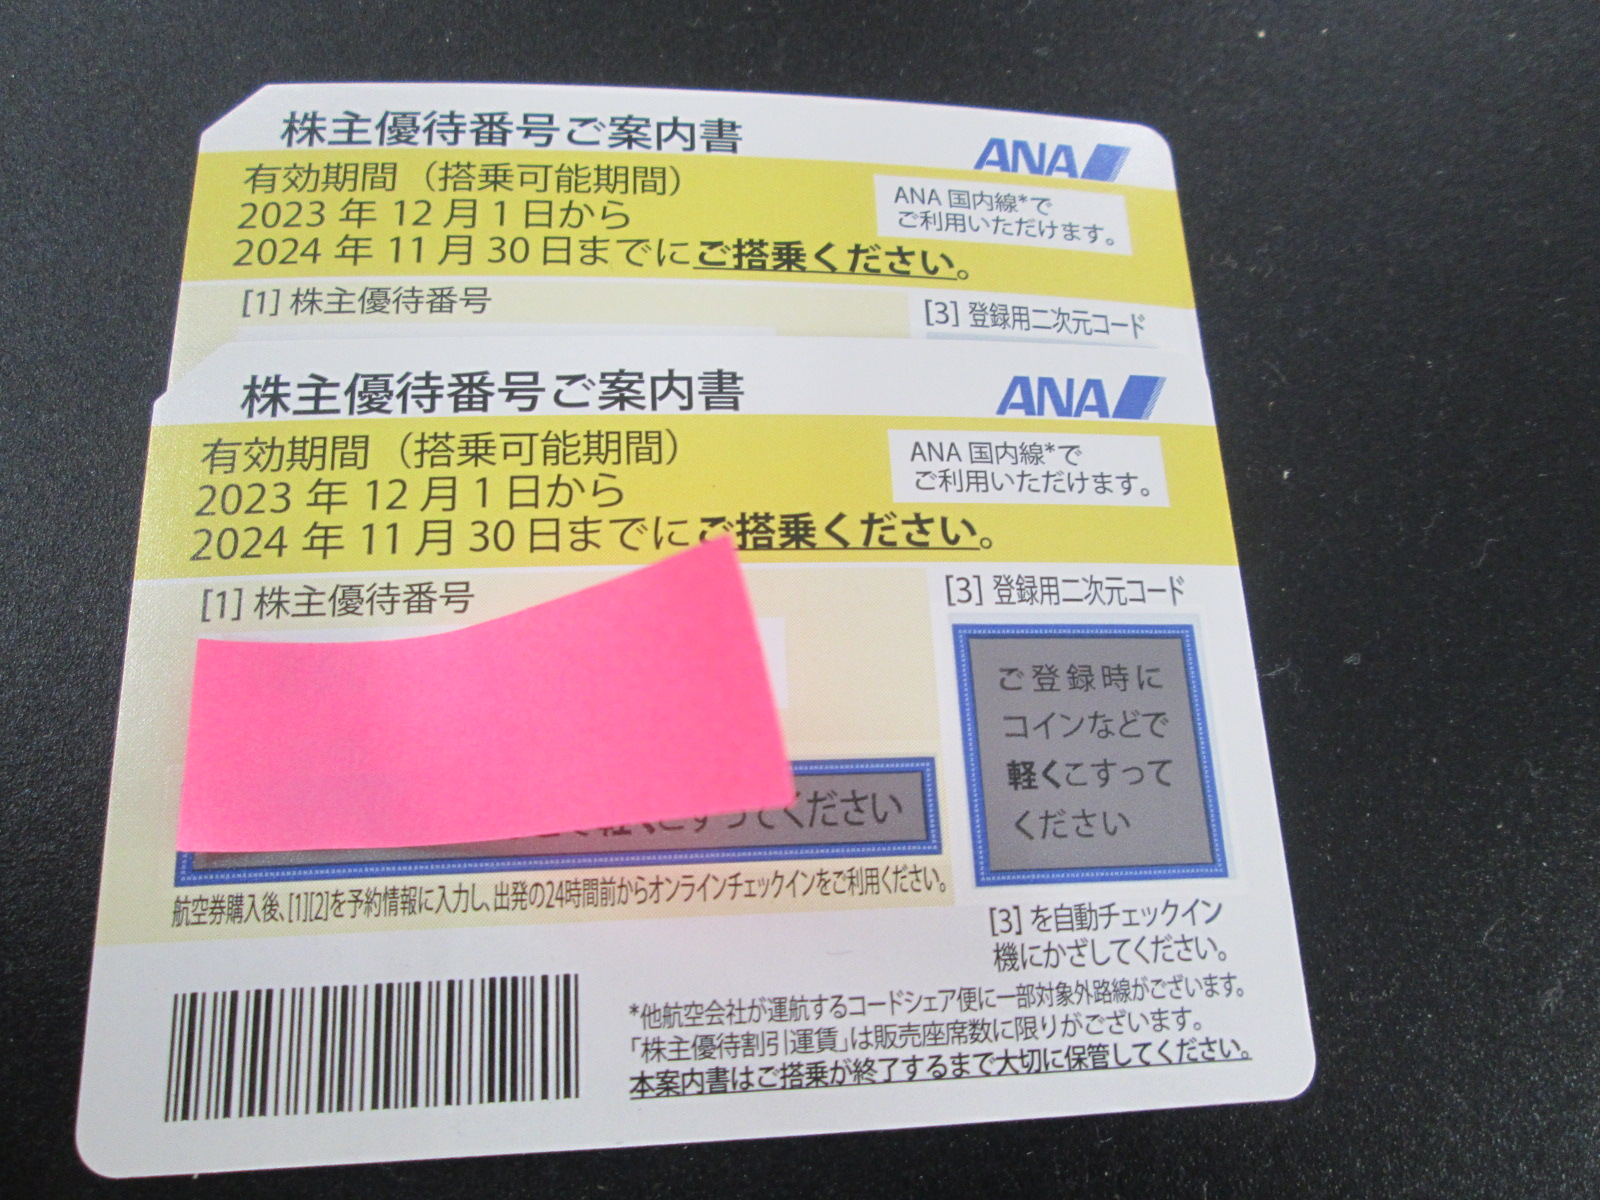 株主優待番号ご案内書
ANA
有効期間（搭乗可能期間）
2023年12月1日から
2024年11月30日までにご搭乗ください。
ANA国内線*で
ご利用いただけます。
[1] 株主優待番号
[3] 登録用二次元コード
株主優待番号ご案内書
ANA
有効期間（搭乗可能期間）
2023年12月1日から
2024年11月30日までにご搭乗ください。
ANA国内線*で
ご利用いただけます。
[1] 株主優待番号
軽くこすってください
航空券購入後、[1][2]を予約情報に入力し、出発の24時間前からオンラインチェックインをご利用ください。
[3] 登録用二次元コード
ご登録時に
コインなどで
軽くこすって
ください
[3] を自動チェックイン
機にかざしてください。
*他航空会社が運航するコードシェア便に一部対象外路線がございます。
「株主優待割引運賃」は販売座席数に限りがございます。
本案内書はご搭乗が終了するまで大切に保管してください。